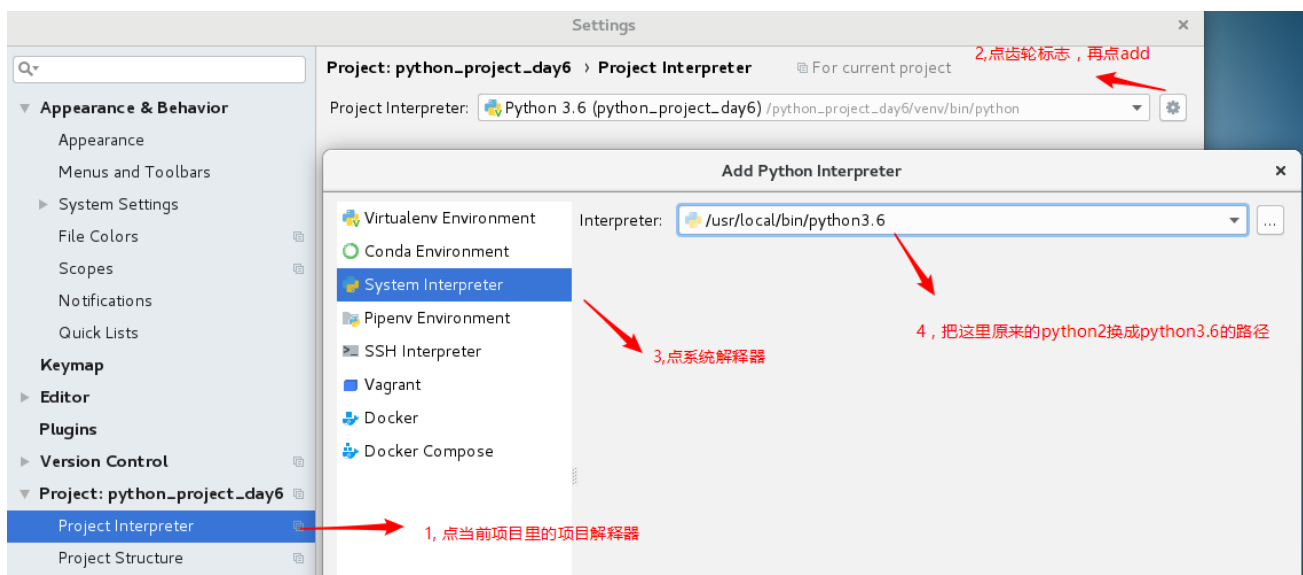 Settings
2,点齿轮标志，再点add
Project: python_project_day6 › Project Interpreter For current project
Project Interpreter: Python 3.6 (python_project_day6) /python_project_day6/venv/bin/python
Appearance & Behavior
Appearance
Menus and Toolbars
System Settings
File Colors
Scopes
Notifications
Quick Lists
Keymap
Editor
Plugins
Version Control
Project: python_project_day6
Project Interpreter
Project Structure
Add Python Interpreter
Virtualenv Environment
Conda Environment
System Interpreter
Pipenv Environment
SSH Interpreter
Vagrant
Docker
Docker Compose
Interpreter: /usr/local/bin/python3.6
...
4，把这里原来的python2换成python3.6的路径
3,点系统解释器
1, 点当前项目里的项目解释器